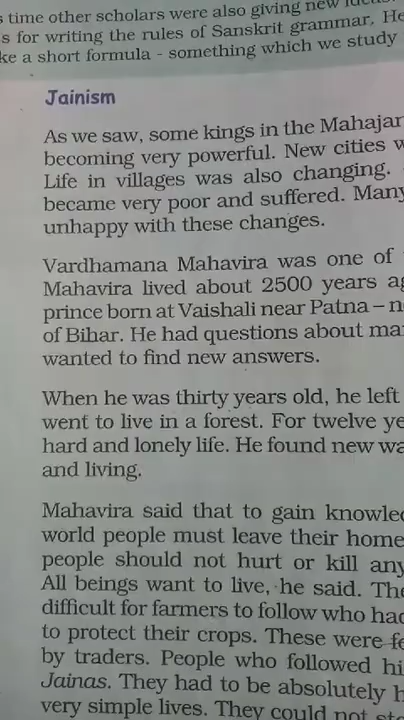 time other scholars were also giving new
s for writing the rules of Sanskrit grammar. He
ke a short formula - something which we study
Jainism
As we saw, some kings in the
becoming very powerful. New cities
Life in villages was also changing.
became very poor and suffered. Many
unhappy with these changes.
Vardhamana Mahavira was one of
Mahavira lived about 2500 years
prince born at Vaishali near Patna –
of Bihar. He had questions about
wanted to find new answers.
When he was thirty years old, he left
went to live in a forest. For twelve
hard and lonely life. He found new
and living.
Mahavira said that to gain
world people must leave their
people should not hurt or kill
All beings want to live, he said.
difficult for farmers to follow who
to protect their crops. These were
by traders. People who followed
Jainas. They had to be absolutely
very simple lives. They could not